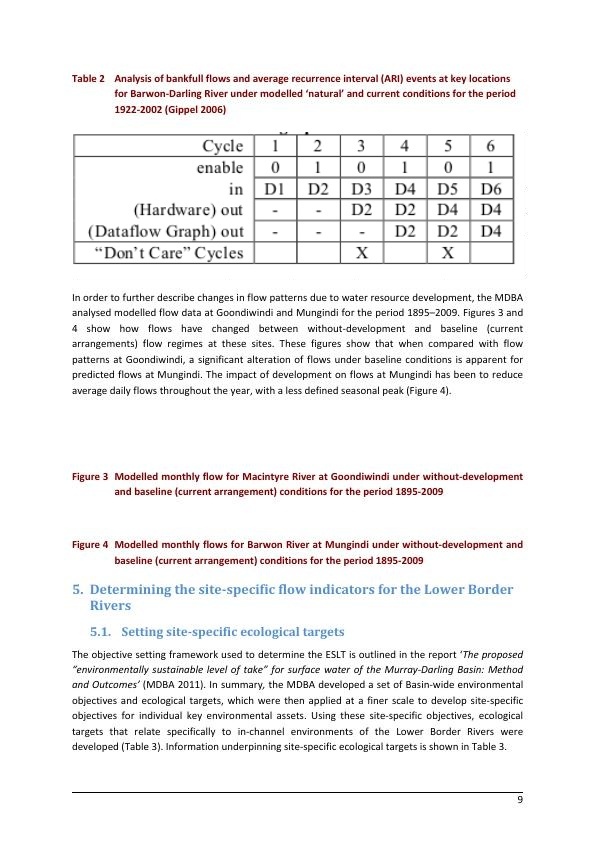 Table 2 Analysis of bankfull flows and average recurrence interval (ARI) events at key locations
for Barwon-Darling River under modelled ‘natural’ and current conditions for the period
1922-2002 (Gippel 2006)
Cycle 1 2 3 4 5 6
enable 0 1 0 1 0 1
in D1 D2 D3 D4 D5 D6
(Hardware) out - - D2 D2 D4 D4
(Dataflow Graph) out - - - D2 D2 D4
“Don’t Care” Cycles X X
In order to further describe changes in flow patterns due to water resource development, the MDBA
analysed modelled flow data at Goondiwindi and Mungindi for the period 1895–2009. Figures 3 and
4 show how flows have changed between without-development and baseline (current
arrangements) flow regimes at these sites. These figures show that when compared with flow
patterns at Goondiwindi, a significant alteration of flows under baseline conditions is apparent for
predicted flows at Mungindi. The impact of development on flows at Mungindi has been to reduce
average daily flows throughout the year, with a less defined seasonal peak (Figure 4).
Figure 3 Modelled monthly flow for Macintyre River at Goondiwindi under without-development
and baseline (current arrangement) conditions for the period 1895-2009
Figure 4 Modelled monthly flows for Barwon River at Mungindi under without-development and
baseline (current arrangement) conditions for the period 1895-2009
5. Determining the site-specific flow indicators for the Lower Border
Rivers
5.1. Setting site-specific ecological targets
The objective setting framework used to determine the ESLT is outlined in the report ‘The proposed
“environmentally sustainable level of take” for surface water of the Murray-Darling Basin: Method
and Outcomes’ (MDBA 2011). In summary, the MDBA developed a set of Basin-wide environmental
objectives and ecological targets, which were then applied at a finer scale to develop site-specific
objectives for individual key environmental assets. Using these site-specific objectives, ecological
targets that relate specifically to in-channel environments of the Lower Border Rivers were
developed (Table 3). Information underpinning site-specific ecological targets is shown in Table 3.
9